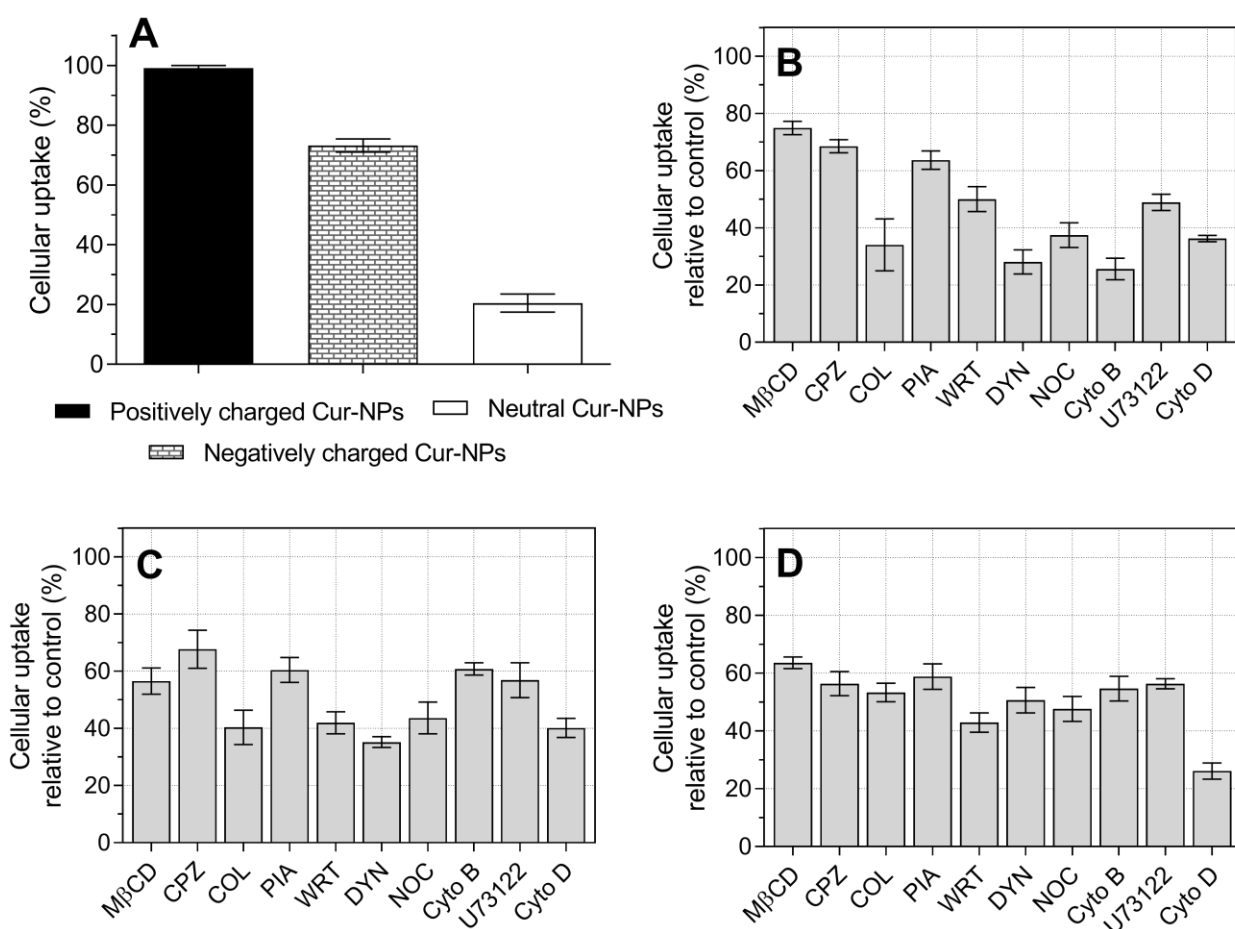 A
Cellular uptake (%)
100
80
60
40
20
0
Positively charged Cur-NPs
Neutral Cur-NPs
Negatively charged Cur-NPs
B
Cellular uptake
relative to control (%)
100
80
60
40
20
0
MβCD
CPZ
COL
PIA
WRT
DYN
NOC
Cyto B
U73122
Cyto D
C
Cellular uptake
relative to control (%)
100
80
60
40
20
0
MβCD
CPZ
COL
PIA
WRT
DYN
NOC
Cyto B
U73122
Cyto D
D
Cellular uptake
relative to control (%)
100
80
60
40
20
0
MβCD
CPZ
COL
PIA
WRT
DYN
NOC
Cyto B
U73122
Cyto D